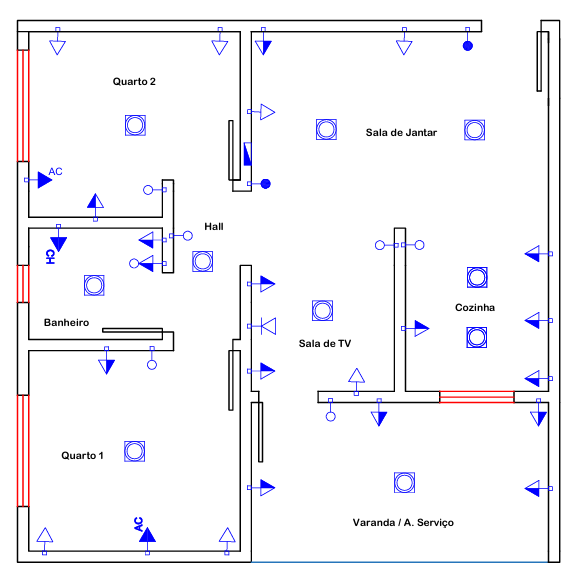 Quarto 2
Sala de Jantar
AC
Hall
CH
Cozinha
Banheiro
Sala de TV
Quarto 1
AC
Varanda / A. Serviço